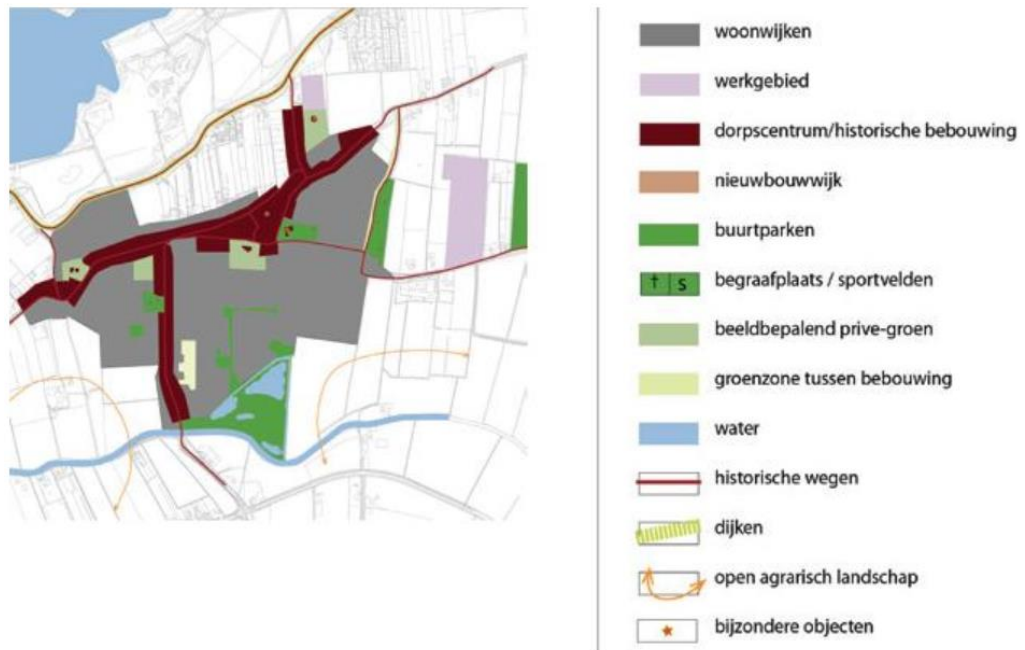 woonwijken
werkgebied
dorpscentrum/historische bebouwing
nieuwbouwwijk
buurtparken
† S begraafplaats / sportvelden
beeldbepalend prive-groen
groenzone tussen bebouwing
water
historische wegen
dijken
open agrarisch landschap
bijzondere objecten